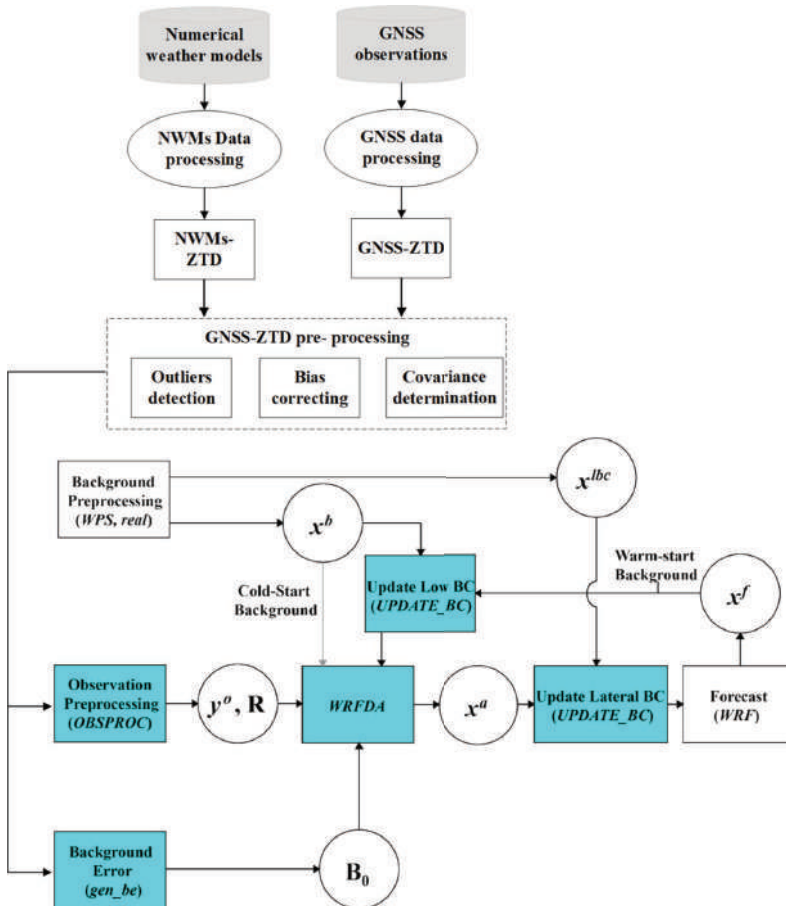 Numerical
weather models
GNSS
observations
NWMs Data
processing
GNSS data
processing
NWMs-
ZTD
GNSS-ZTD
GNSS-ZTD pre- processing
Outliers
detection
Bias
correcting
Covariance
determination
Background
Preprocessing
(WPS, real)
x^lbc
x^b
Warm-start
Background
Cold-Start
Background
Update Low BC
(UPDATE_BC)
x^f
Observation
Preprocessing
(OBSPROC)
y^o, R
WRFDA
x^a
Update Lateral BC
(UPDATE_BC)
Forecast
(WRF)
Background
Error
(gen_be)
B_0